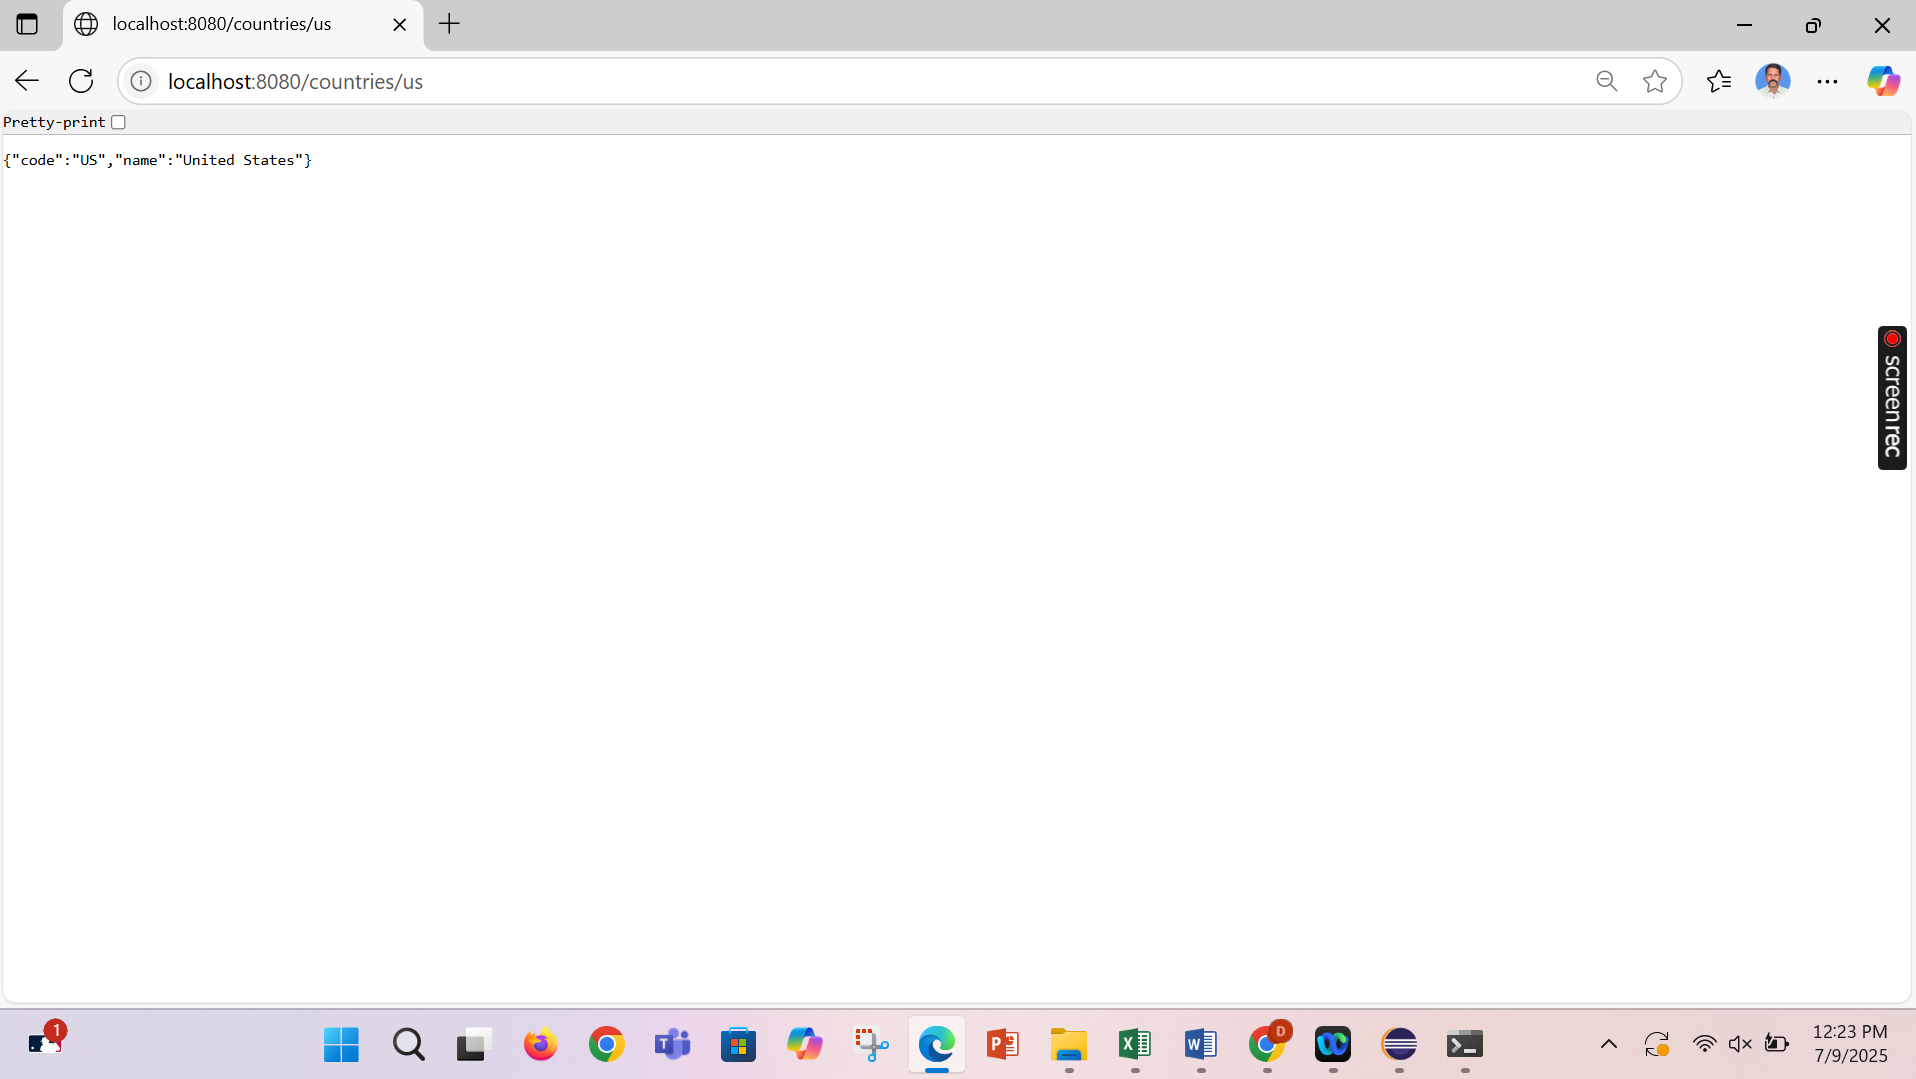 localhost:8080/countries/us
localhost:8080/countries/us
Pretty-print
{"code":"US","name":"United States"}
screenrec
1
T
P
X
W
D
12:23 PM
7/9/2025